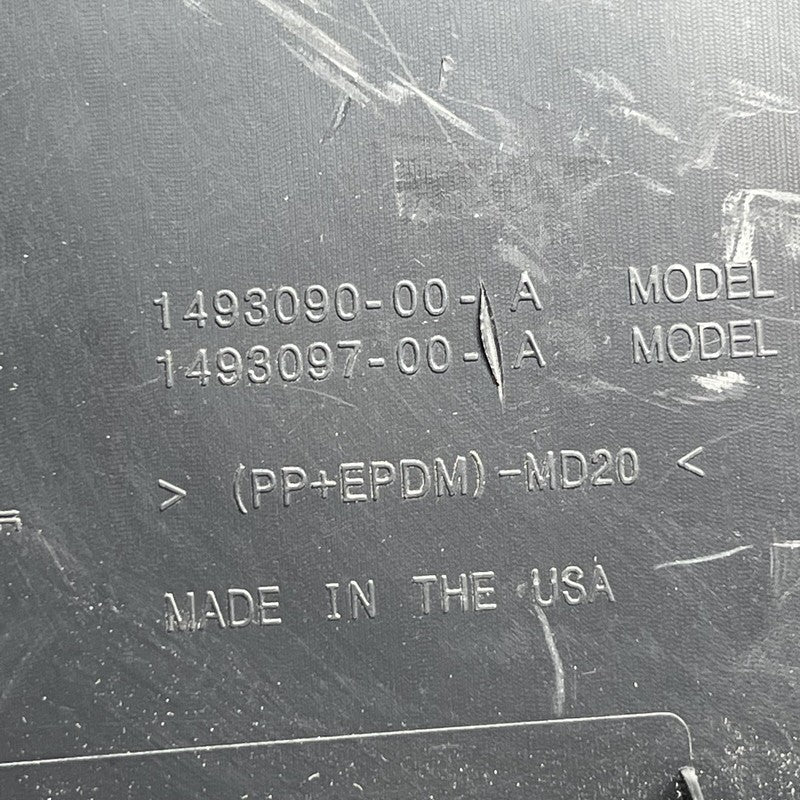 1493090-00- A MODEL
1493097-00- A MODEL
> (PP+EPDM)-MD20 <
MADE IN THE USA